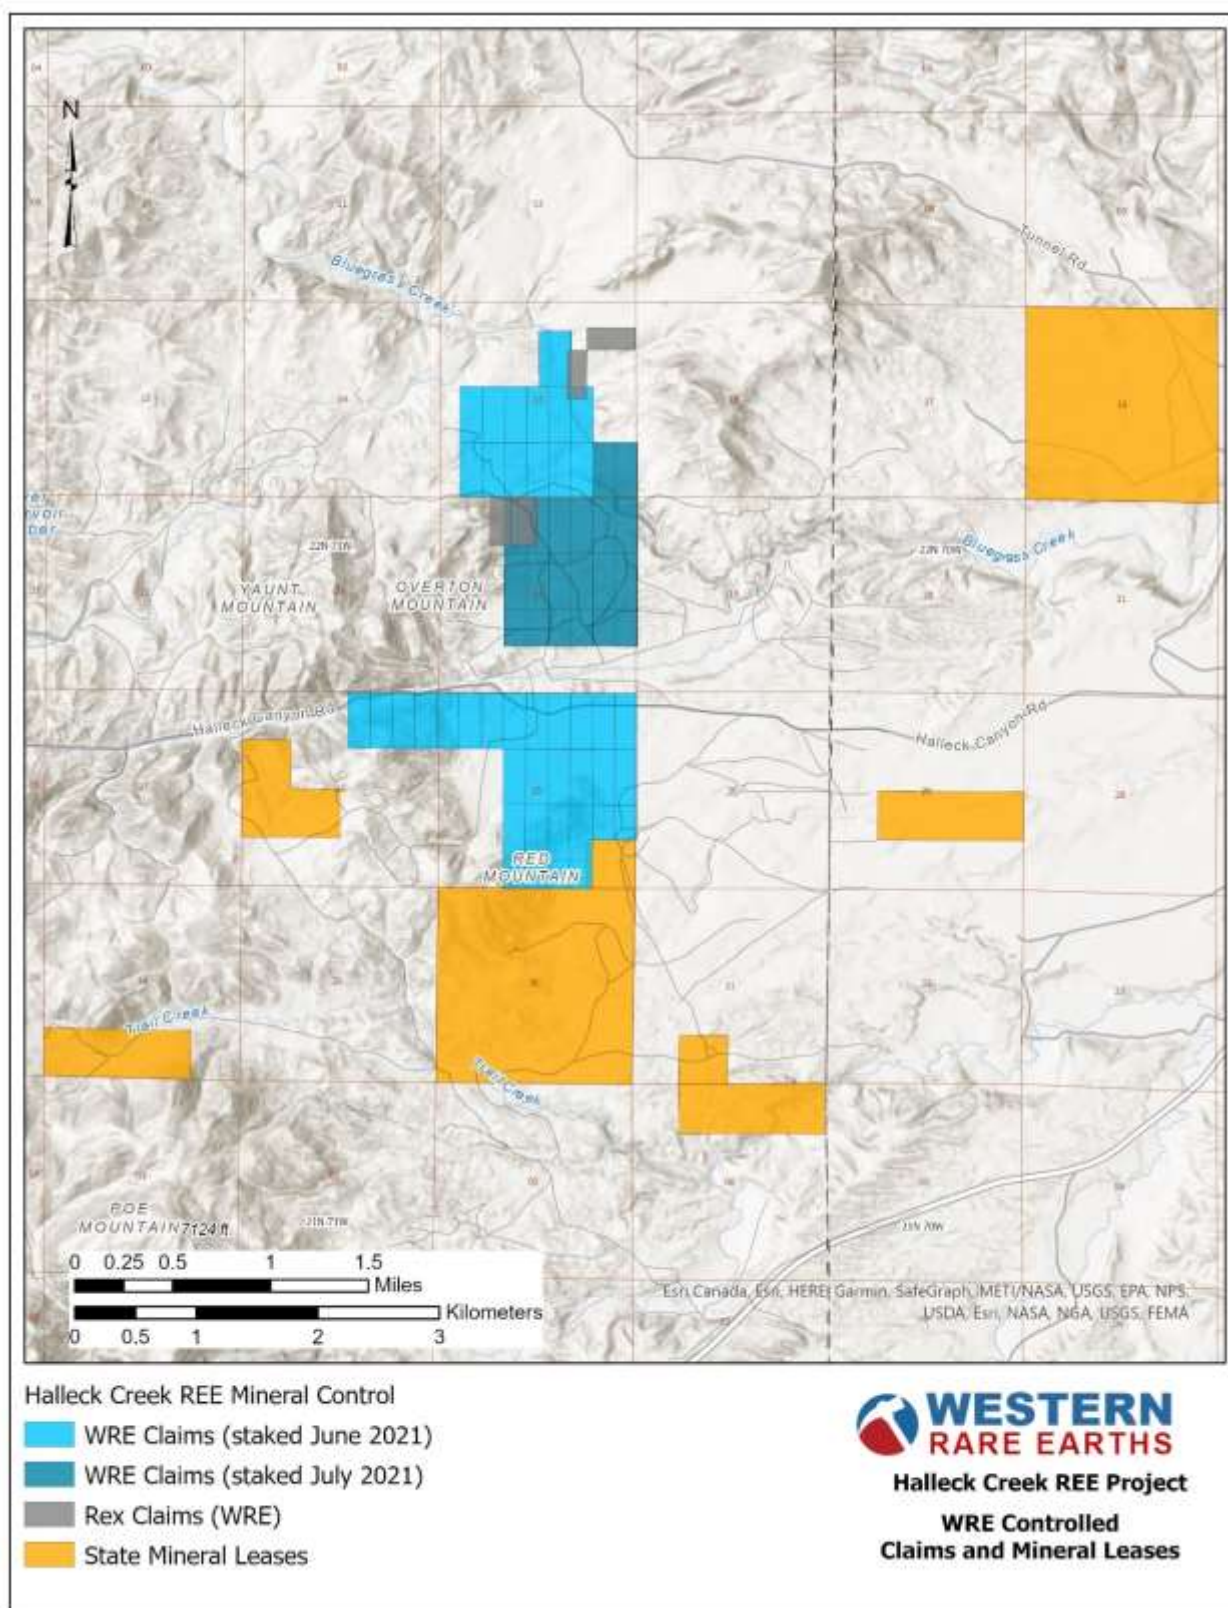 N
Tunnel Rd
Bluegrass Creek
22N 71W
22N 70W
Bluegrass Creek
YAUNT
MOUNTAIN
OVERTON
MOUNTAIN
Halleck Canyon Rd
Halleck Canyon Rd
RED
MOUNTAIN
Trail Creek
Creek
POE
MOUNTAIN 7124 ft
21N 71W
21N 70W
0 0.25 0.5 1 1.5
Miles
Kilometers
0 0.5 1 2 3
Esri Canada, Esri, HERE, Garmin, SafeGraph, METI/NASA, USGS, EPA, NPS,
USDA, Esri, NASA, NGA, USGS, FEMA
Halleck Creek REE Mineral Control
WRE Claims (staked June 2021)
WRE Claims (staked July 2021)
Rex Claims (WRE)
State Mineral Leases
WESTERN
RARE EARTHS
Halleck Creek REE Project
WRE Controlled
Claims and Mineral Leases